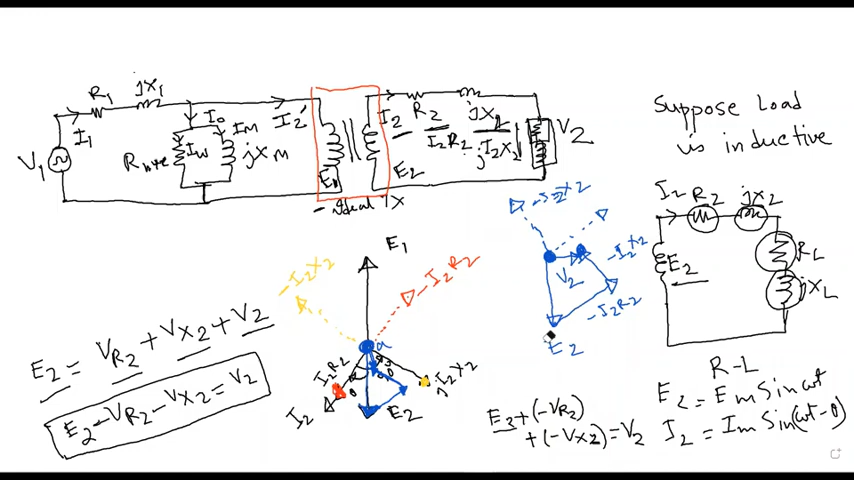 R1
jX1
I1
V1
I0
IW
IM
jXM
I2'
E1
I2
R2
I2R2
jX2
jI2X2
V2
E2
ideal Tx
Suppose Load
is inductive
I2
R2
jX2
E2
RL
jXL
R-L
E2 = Em Sin ωt
I2 = Im Sin(ωt-θ)
E1
-I2X2
-I2R2
a
I2R2
I2
E2
jI2X2
-I2X2
V2
-I2X2
-I2R2
E2
E2 = VR2 + VX2 + V2
E2 - VR2 - VX2 = V2
E2 + (-VR2)
+ (-VX2) = V2